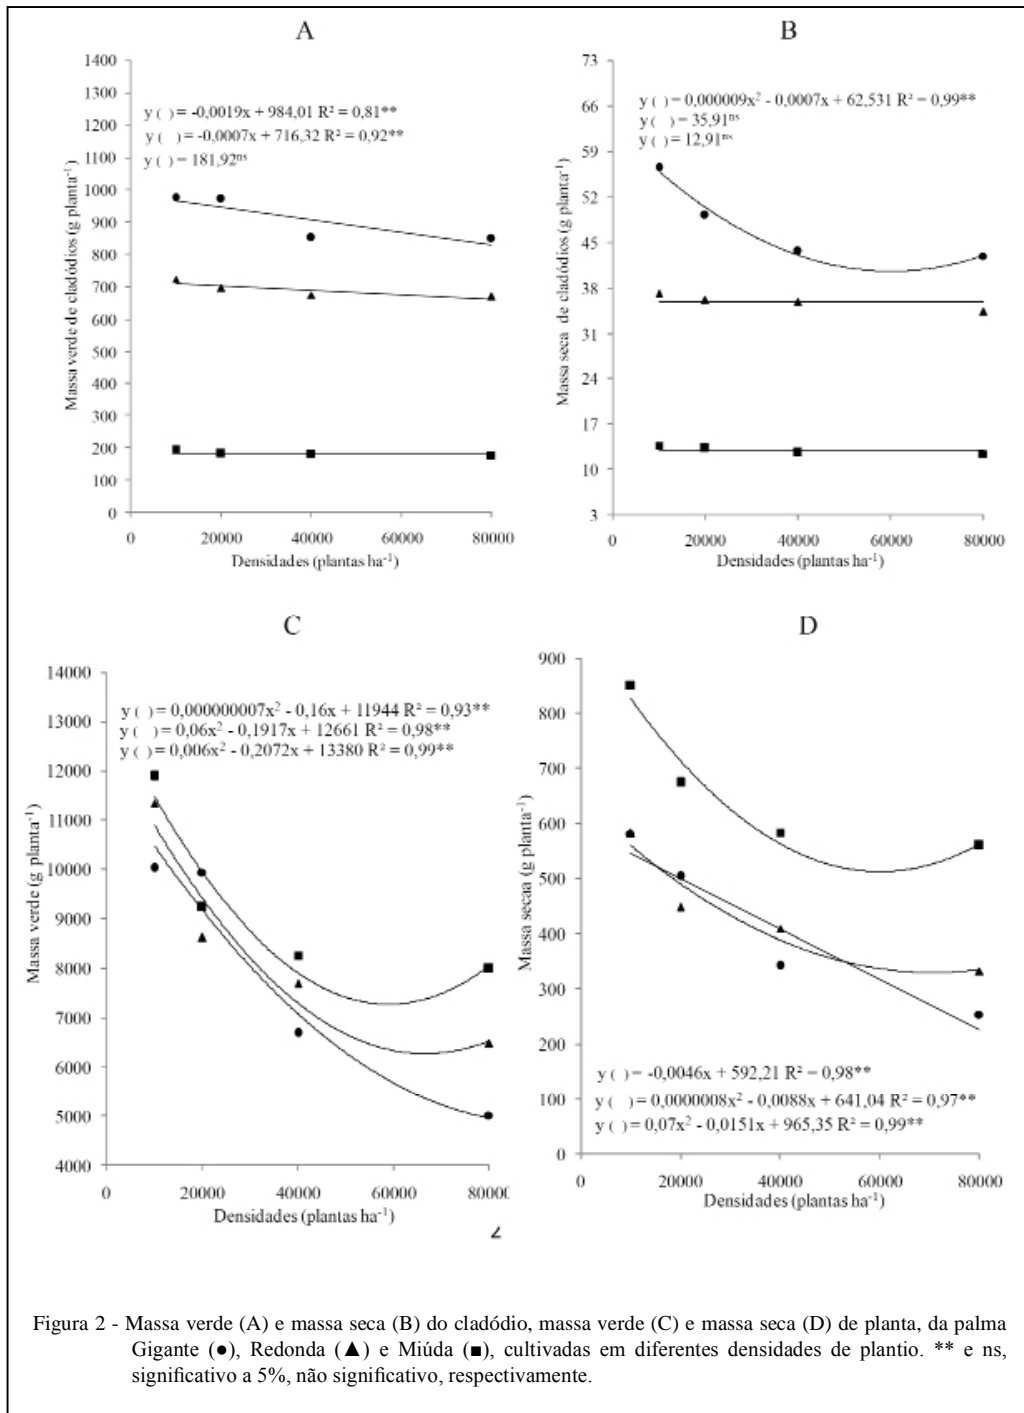 A
1400
1300
1200
1100
1000
900
800
700
600
500
400
300
200
100
0
Massa verde de cladódios (g planta⁻¹)
y ( ) = -0,0019x + 984,01 R² = 0,81**
y ( ) = -0,0007x + 716,32 R² = 0,92**
y ( ) = 181,92ns
0 20000 40000 60000 80000
Densidades (plantas ha⁻¹)
B
73
66
59
52
45
38
31
24
17
10
3
Massa seca de cladódios (g planta⁻¹)
y ( ) = 0,000009x² - 0,0007x + 62,531 R² = 0,99**
y ( ) = 35,91ns
y ( ) = 12,91ns
0 20000 40000 60000 80000
Densidades (plantas ha⁻¹)
C
14000
13000
12000
11000
10000
9000
8000
7000
6000
5000
4000
Massa verde (g planta⁻¹)
y ( ) = 0,000000007x² - 0,16x + 11944 R² = 0,93**
y ( ) = 0,06x² - 0,1917x + 12661 R² = 0,98**
y ( ) = 0,006x² - 0,2072x + 13380 R² = 0,99**
0 20000 40000 60000 80000
Densidades (plantas ha⁻¹)
D
900
800
700
600
500
400
300
200
100
0
Massa secaa (g planta⁻¹)
y ( ) = -0,0046x + 592,21 R² = 0,98**
y ( ) = 0,0000008x² - 0,0088x + 641,04 R² = 0,97**
y ( ) = 0,07x² - 0,0151x + 965,35 R² = 0,99**
0 20000 40000 60000 80000
Densidades (plantas ha⁻¹)
Figura 2 - Massa verde (A) e massa seca (B) do cladódio, massa verde (C) e massa seca (D) de planta, da palma
Gigante (●), Redonda (▲) e Miúda (■), cultivadas em diferentes densidades de plantio. ** e ns,
significativo a 5%, não significativo, respectivamente.